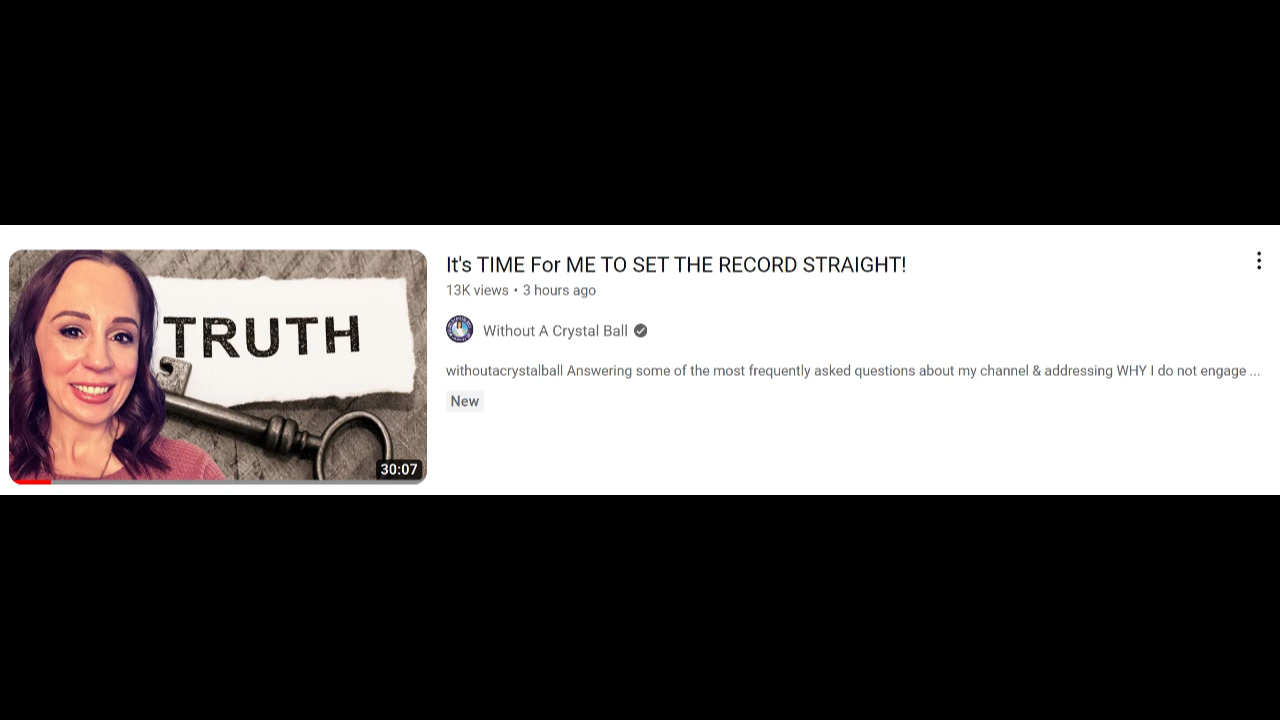 TRUTH
30:07
It's TIME For ME TO SET THE RECORD STRAIGHT!
13K views • 3 hours ago
Without A Crystal Ball
withoutacrystalball Answering some of the most frequently asked questions about my channel & addressing WHY I do not engage ...
New